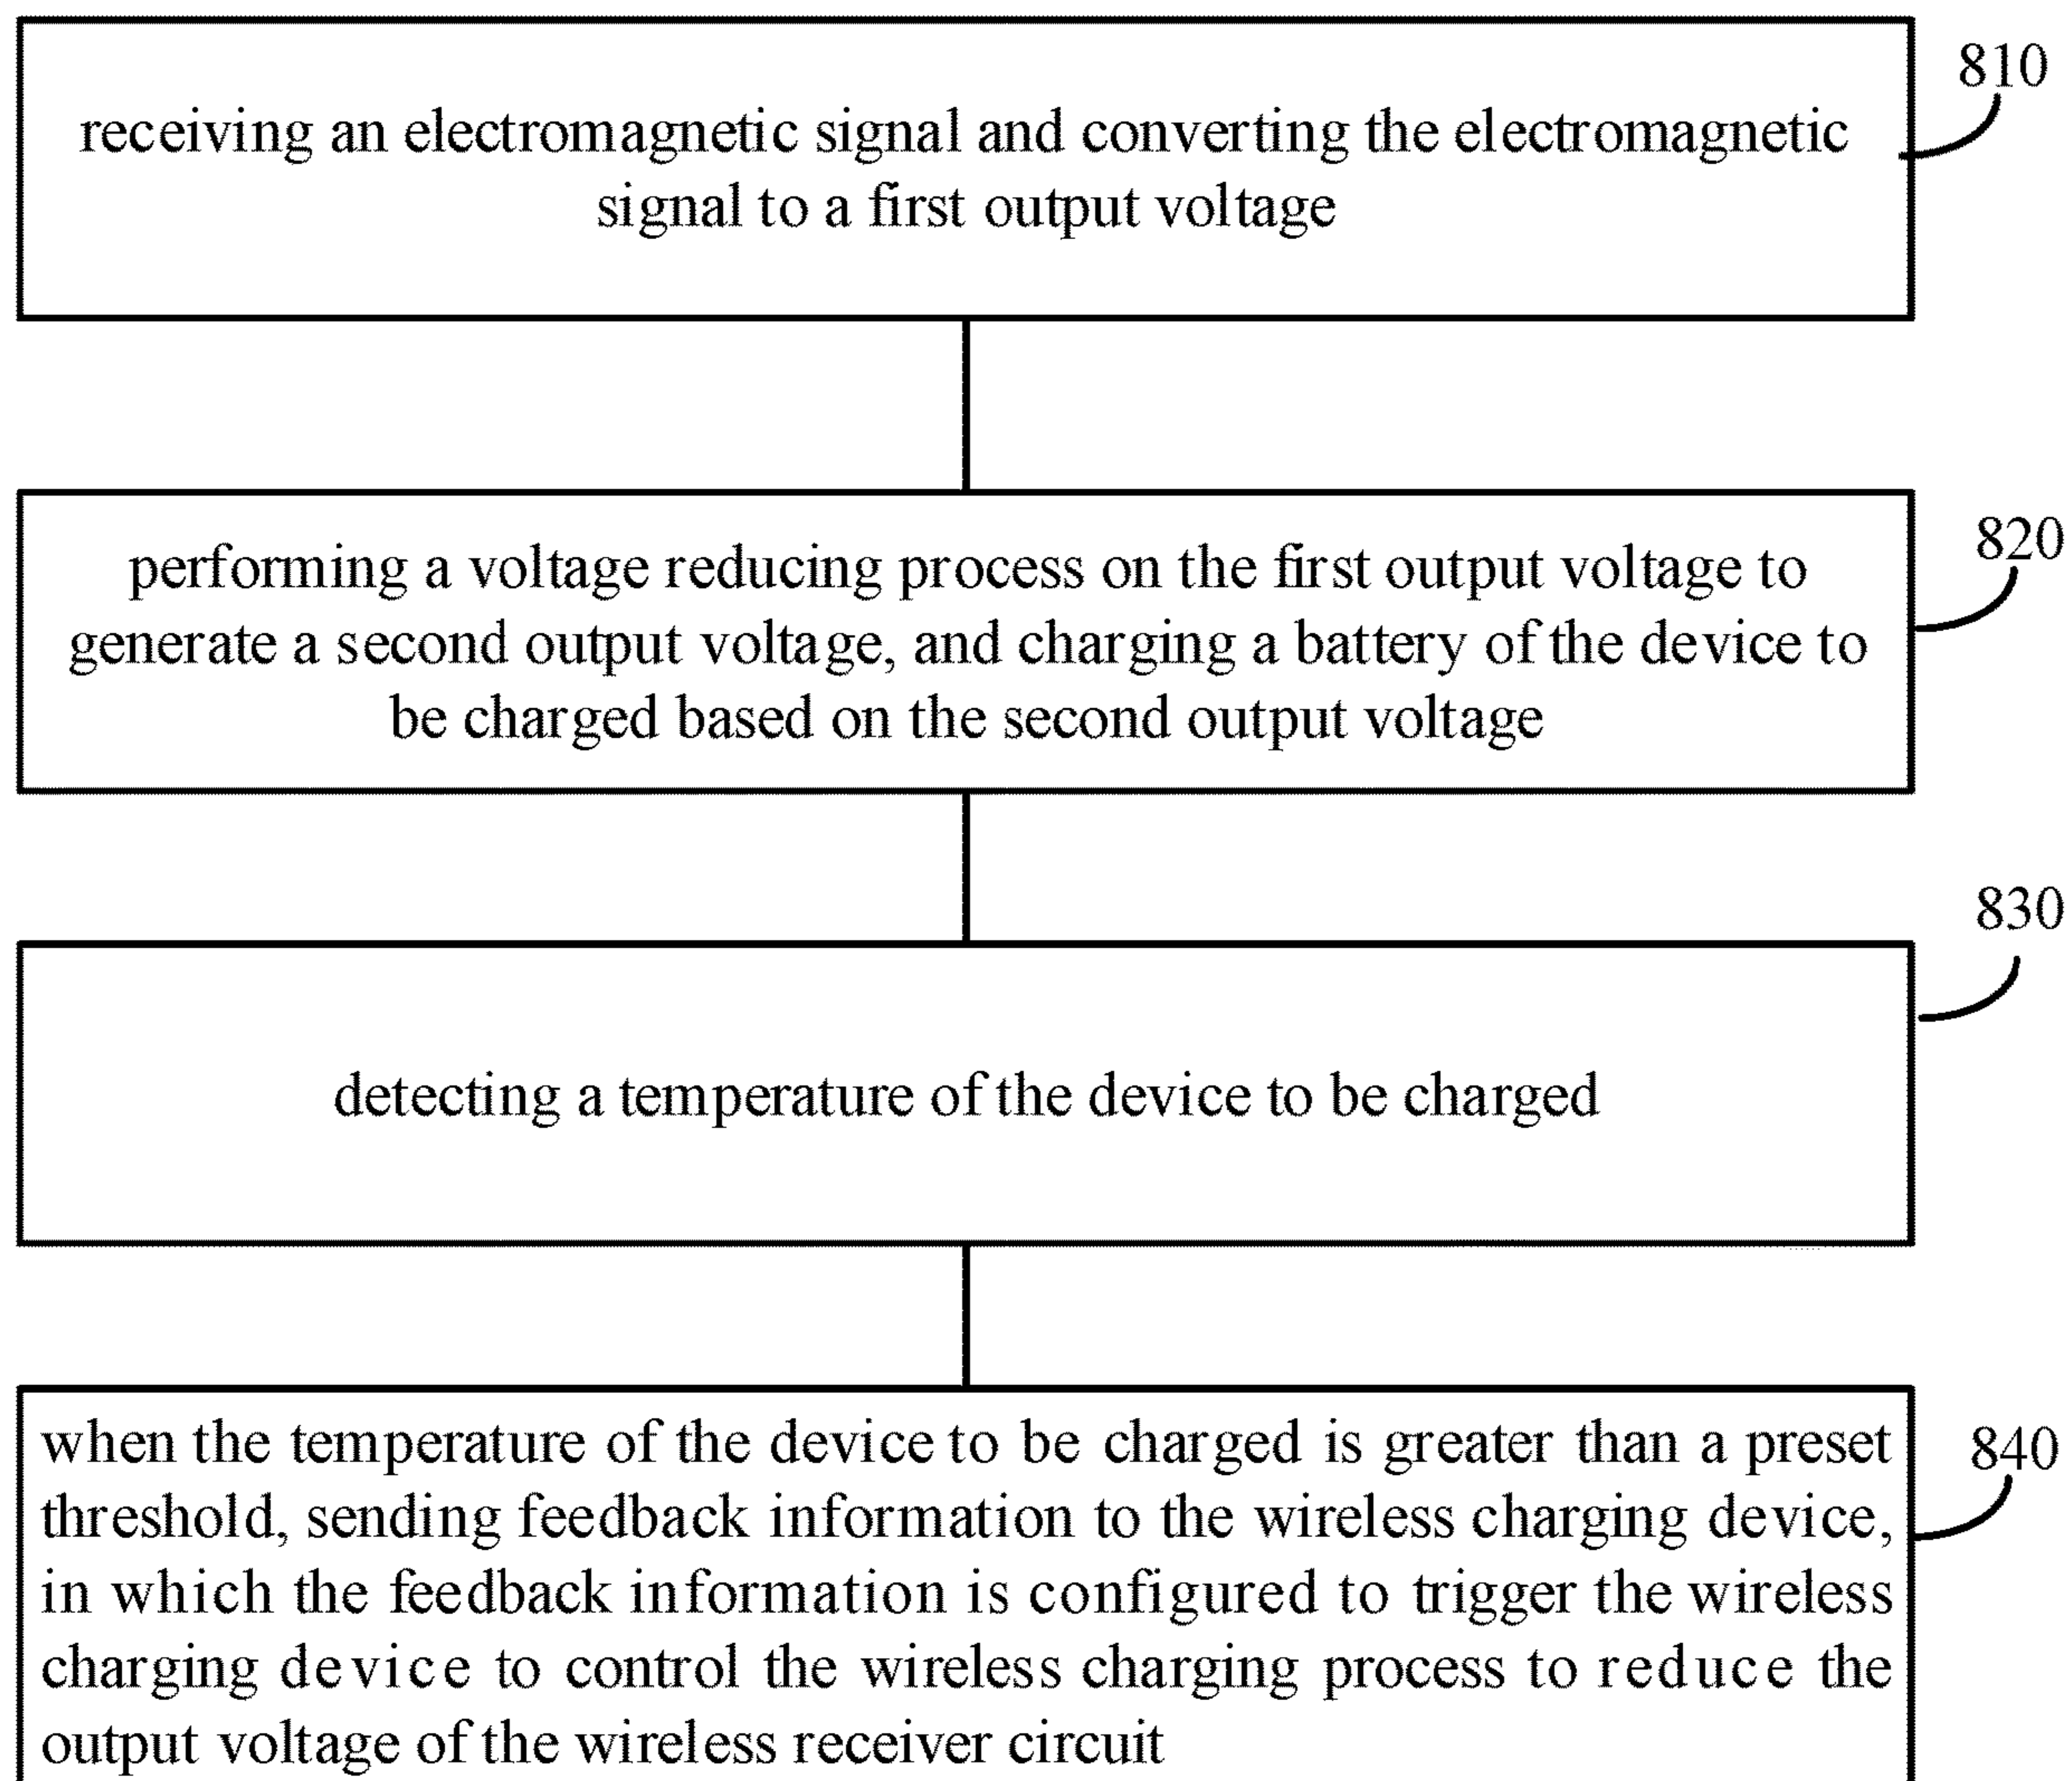 810
receiving an electromagnetic signal and converting the electromagnetic
signal to a first output voltage
820
performing a voltage reducing process on the first output voltage to
generate a second output voltage, and charging a battery of the device to
be charged based on the second output voltage
830
detecting a temperature of the device to be charged
when the temperature of the device to be charged is greater than a preset
840
threshold, sending feedback information to the wireless charging device,
in which the feedback information is configured to trigger the wireless
charging device to control the wireless charging process to reduce the
output voltage of the wireless receiver circuit